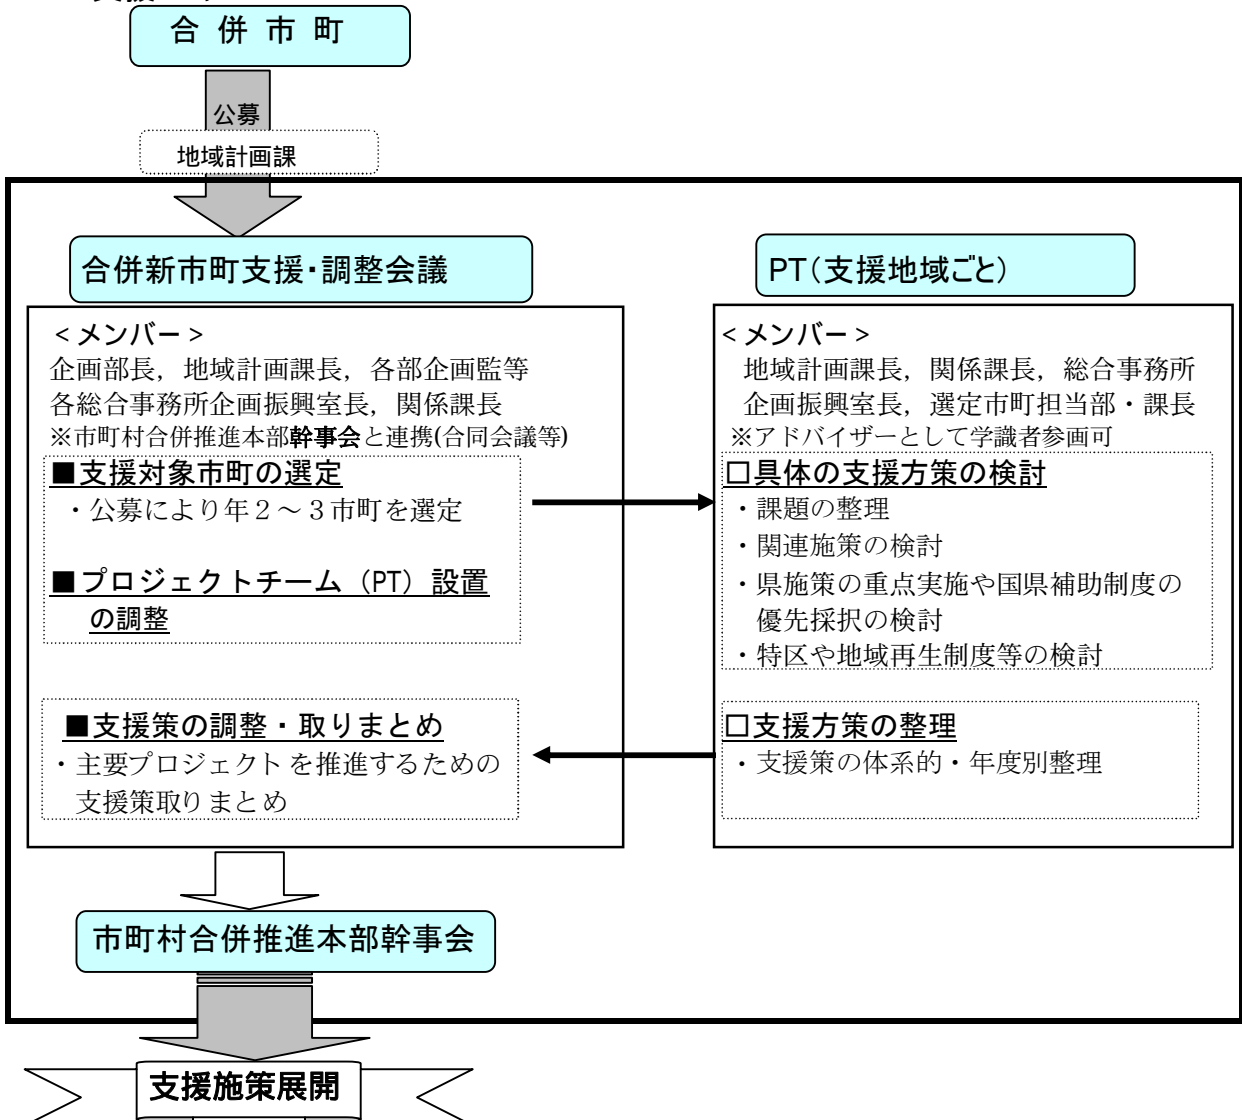 合 併 市 町
公募
地域計画課
合併新市町支援・調整会議
＜メンバー＞
企画部長，地域計画課長，各部企画監等
各総合事務所企画振興室長，関係課長
※市町村合併推進本部幹事会と連携(合同会議等)
■支援対象市町の選定
・公募により年２～３市町を選定
■プロジェクトチーム（PT）設置
の調整
■支援策の調整・取りまとめ
・主要プロジェクトを推進するための
支援策取りまとめ
PT(支援地域ごと)
＜メンバー＞
地域計画課長，関係課長，総合事務所
企画振興室長，選定市町担当部・課長
※アドバイザーとして学識者参画可
□具体の支援方策の検討
・課題の整理
・関連施策の検討
・県施策の重点実施や国県補助制度の
優先採択の検討
・特区や地域再生制度等の検討
□支援方策の整理
・支援策の体系的・年度別整理
市町村合併推進本部幹事会
支援施策展開